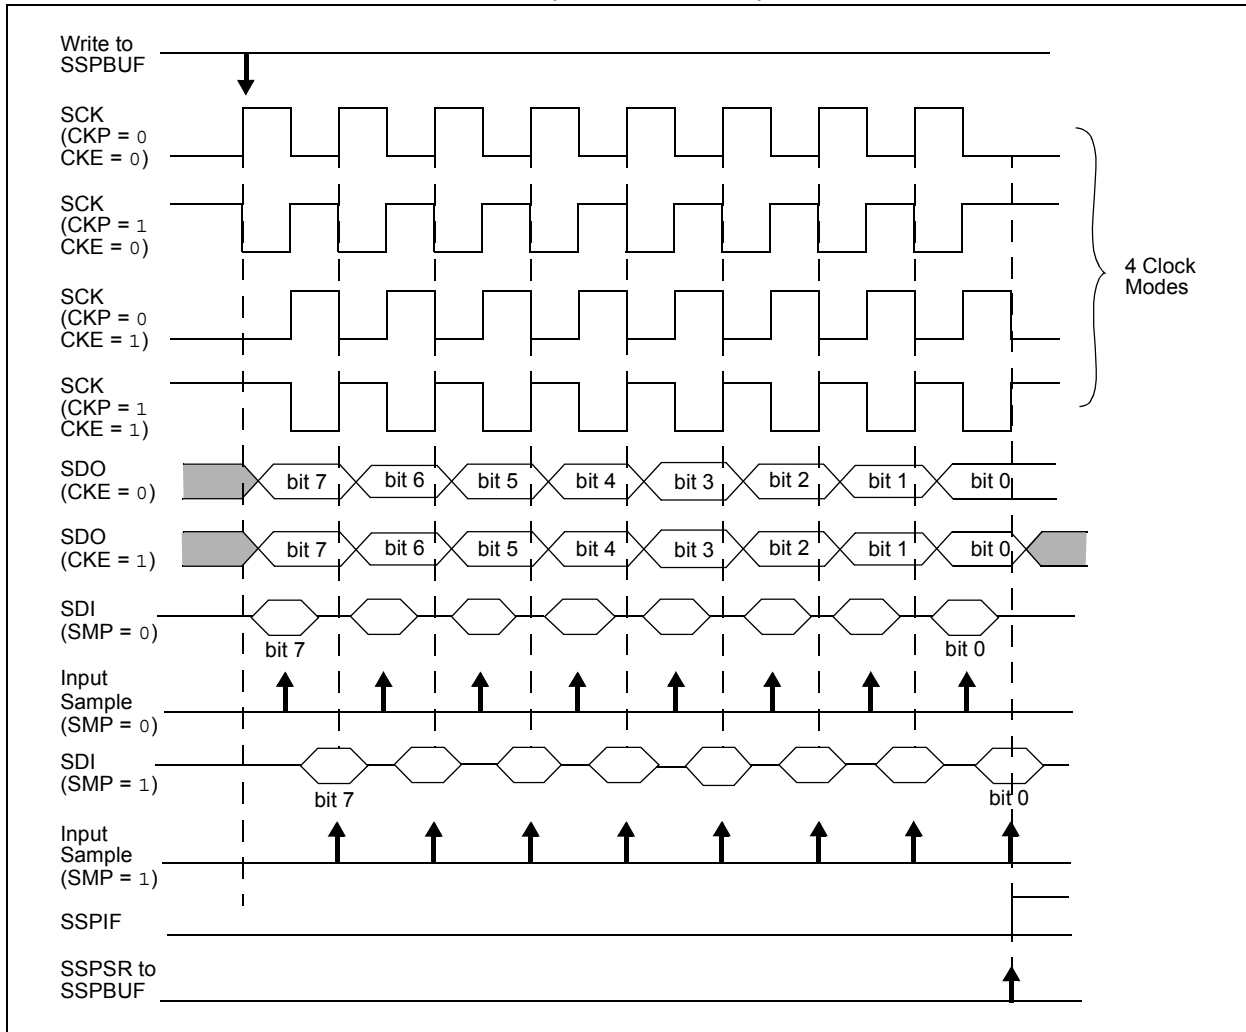 Write to
SSPBUF
SCK
(CKP = 0
CKE = 0)
SCK
(CKP = 1
CKE = 0)
4 Clock
Modes
SCK
(CKP = 0
CKE = 1)
SCK
(CKP = 1
CKE = 1)
SDO
(CKE = 0)
bit 7 bit 6 bit 5 bit 4 bit 3 bit 2 bit 1 bit 0
SDO
(CKE = 1)
bit 7 bit 6 bit 5 bit 4 bit 3 bit 2 bit 1 bit 0
SDI
(SMP = 0)
bit 7 bit 0
Input
Sample
(SMP = 0)
SDI
(SMP = 1)
bit 7 bit 0
Input
Sample
(SMP = 1)
SSPIF
SSPSR to
SSPBUF